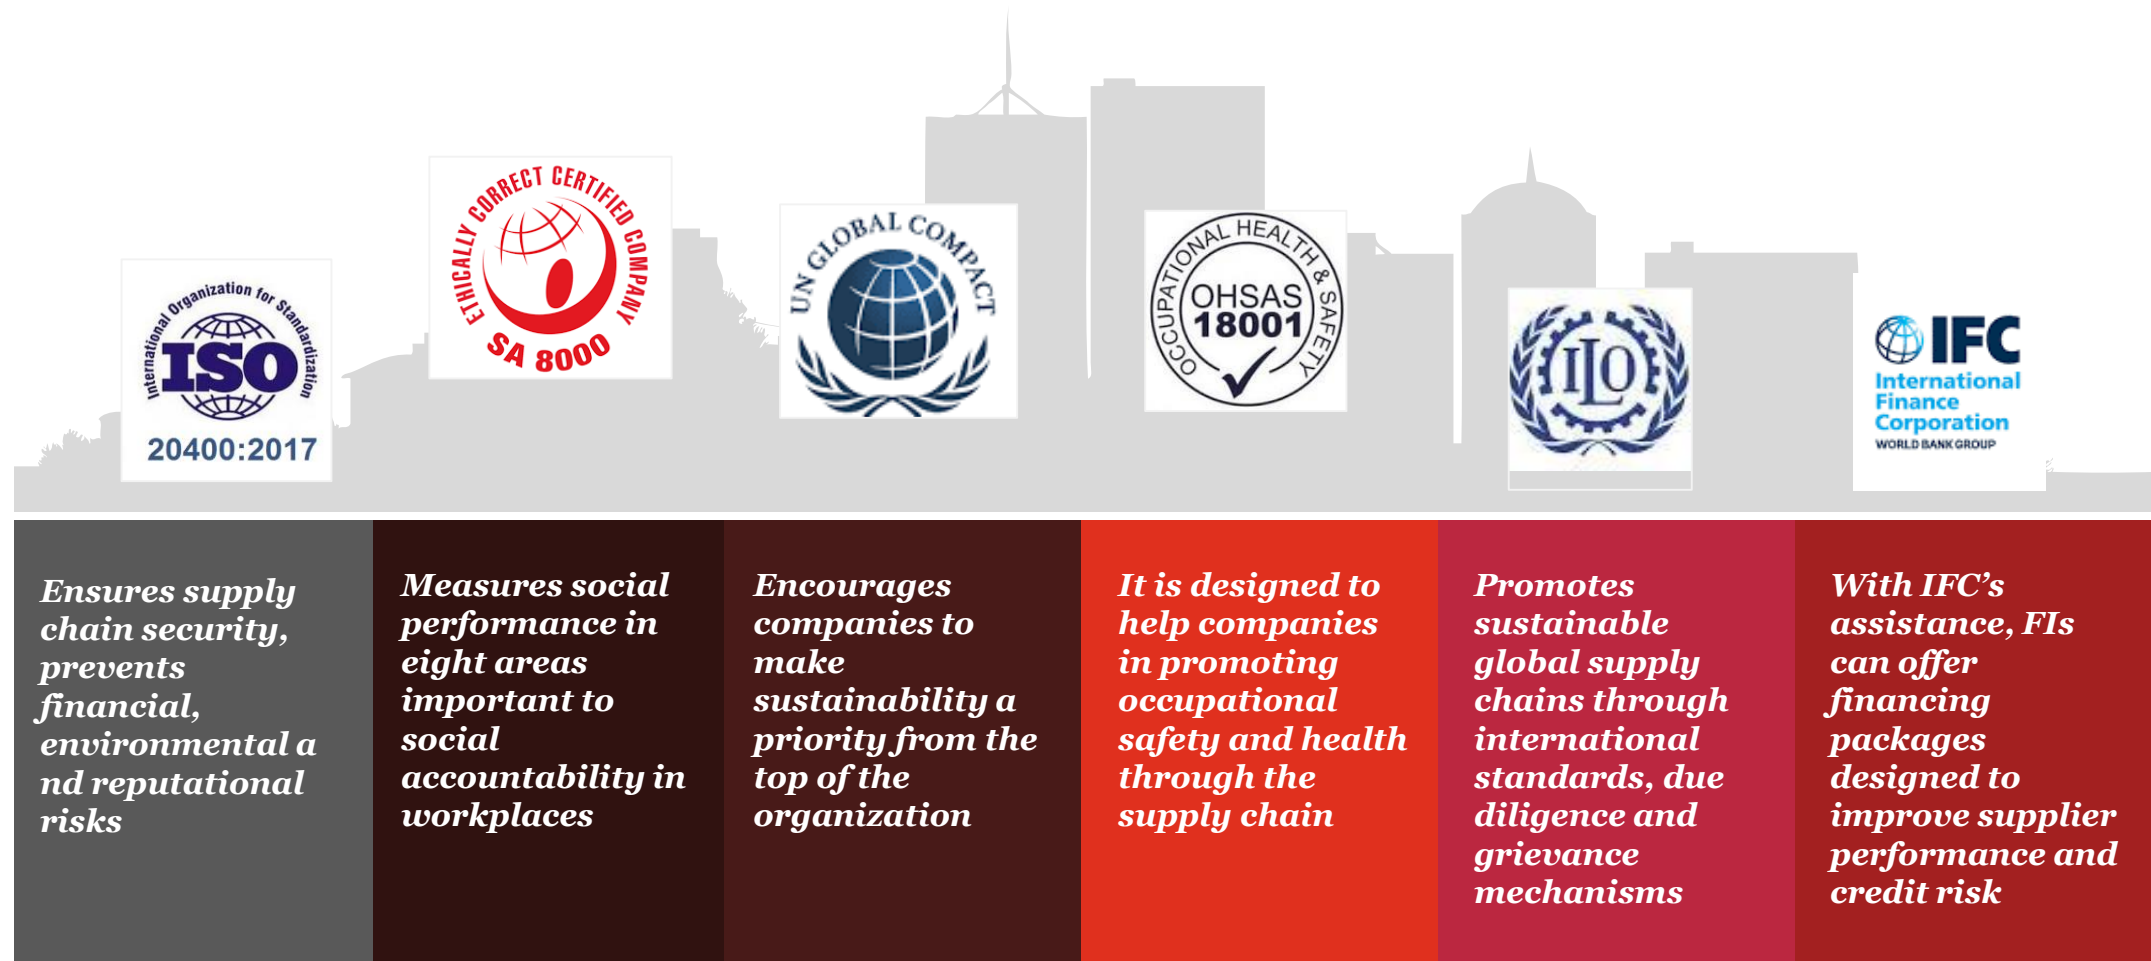 International Organization for Standardization
ISO
20400:2017
ETHICALLY CORRECT CERTIFIED COMPANY
SA 8000
UN GLOBAL COMPACT
OCCUPATIONAL HEALTH & SAFETY
OHSAS
18001
ILO
IFC
International
Finance
Corporation
WORLD BANK GROUP
Ensures supply
chain security,
prevents
financial,
environmental a
nd reputational
risks
Measures social
performance in
eight areas
important to
social
accountability in
workplaces
Encourages
companies to
make
sustainability a
priority from the
top of the
organization
It is designed to
help companies
in promoting
occupational
safety and health
through the
supply chain
Promotes
sustainable
global supply
chains through
international
standards, due
diligence and
grievance
mechanisms
With IFC’s
assistance, FIs
can offer
financing
packages
designed to
improve supplier
performance and
credit risk